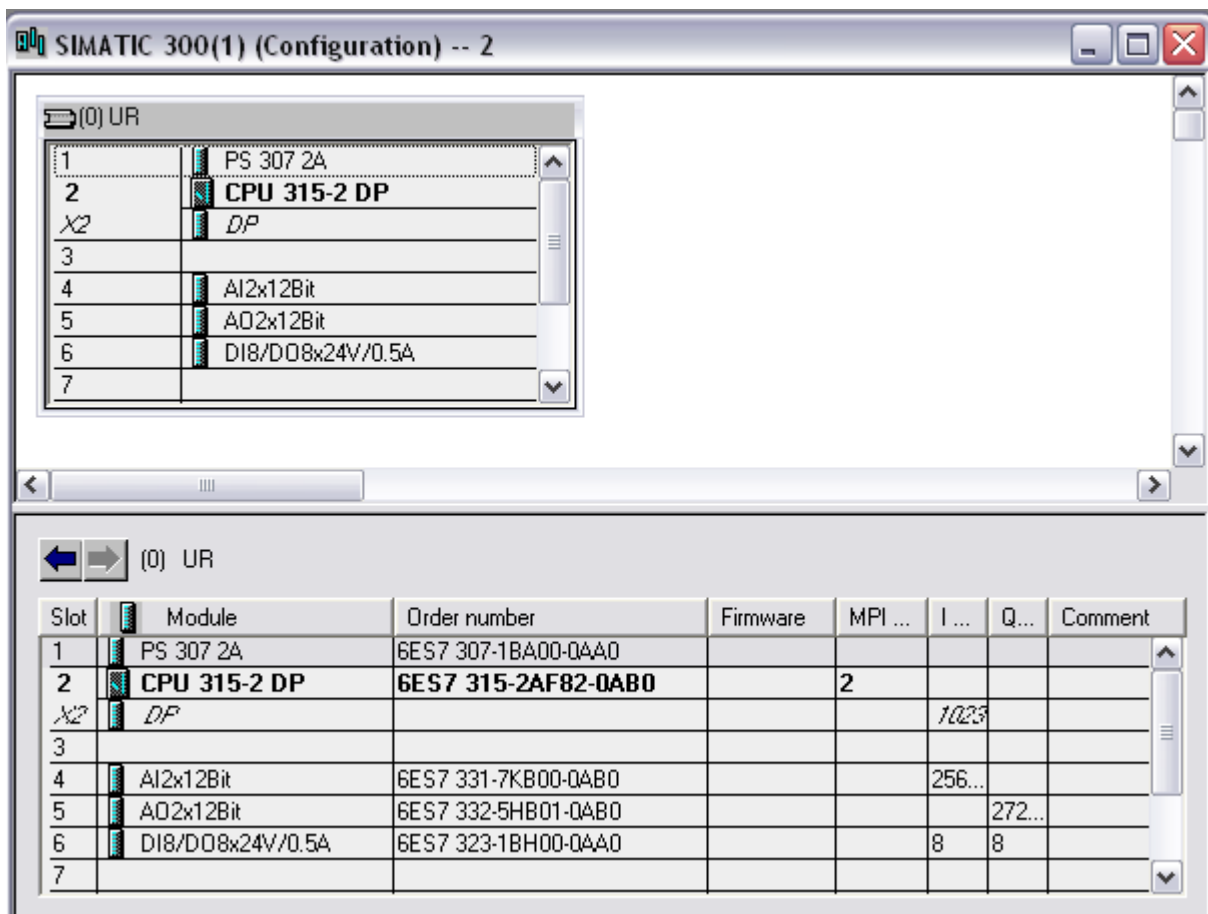 SIMATIC 300(1) (Configuration) -- 2
(0) UR
1 PS 307 2A
2 CPU 315-2 DP
X2 DP
3
4 AI2x12Bit
5 AO2x12Bit
6 DI8/DO8x24V/0.5A
7
(0) UR
Slot Module Order number Firmware MPI ... I ... Q... Comment
1 PS 307 2A 6ES7 307-1BA00-0AA0
2 CPU 315-2 DP 6ES7 315-2AF82-0AB0 2
X2 DP 1023
3
4 AI2x12Bit 6ES7 331-7KB00-0AB0 256...
5 AO2x12Bit 6ES7 332-5HB01-0AB0 272...
6 DI8/DO8x24V/0.5A 6ES7 323-1BH00-0AA0 8 8
7